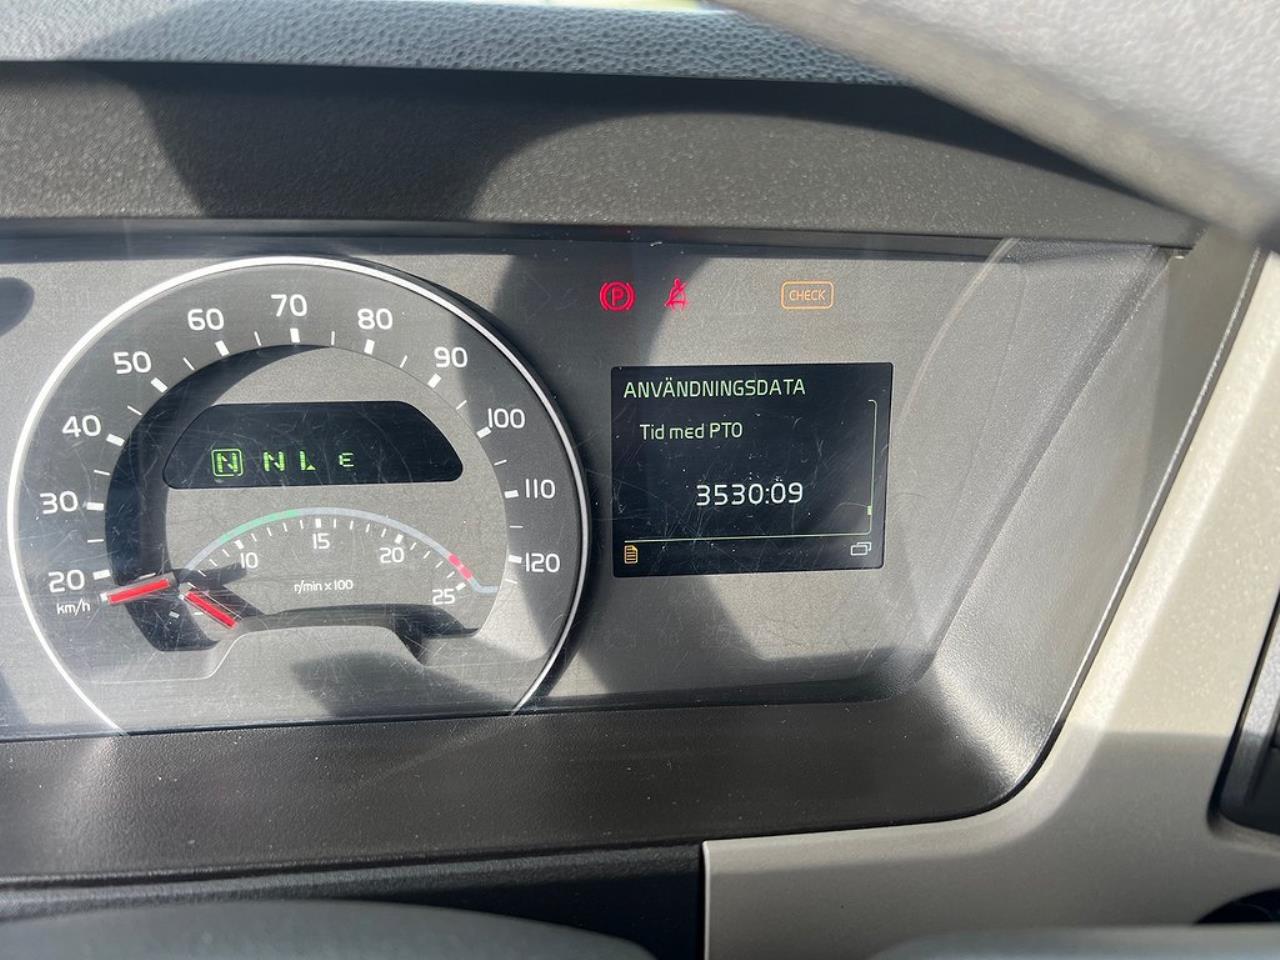 20
30
40
50
60
70
80
90
100
110
120
km/h
N N L E
10
15
20
25
r/min x 100
P
CHECK
ANVÄNDNINGSDATA
Tid med PTO
3530:09